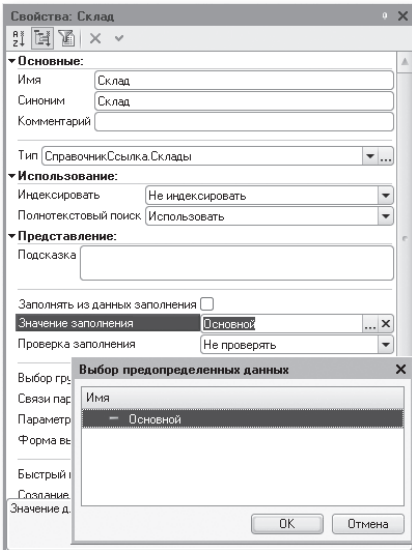 Свойства: Склад
Основные:
Имя Склад
Синоним Склад
Комментарий
Тип СправочникСсылка.Склады
Использование:
Индексировать Не индексировать
Полнотекстовый поиск Использовать
Представление:
Подсказка
Заполнять из данных заполнения
Значение заполнения Основной
Проверка заполнения Не проверять
Выбор предопределенных данных
Выбор гру
Имя
Связи пар
Основной
Параметр
Форма вы
Быстрый
Создание
Значение д
ОК Отмена